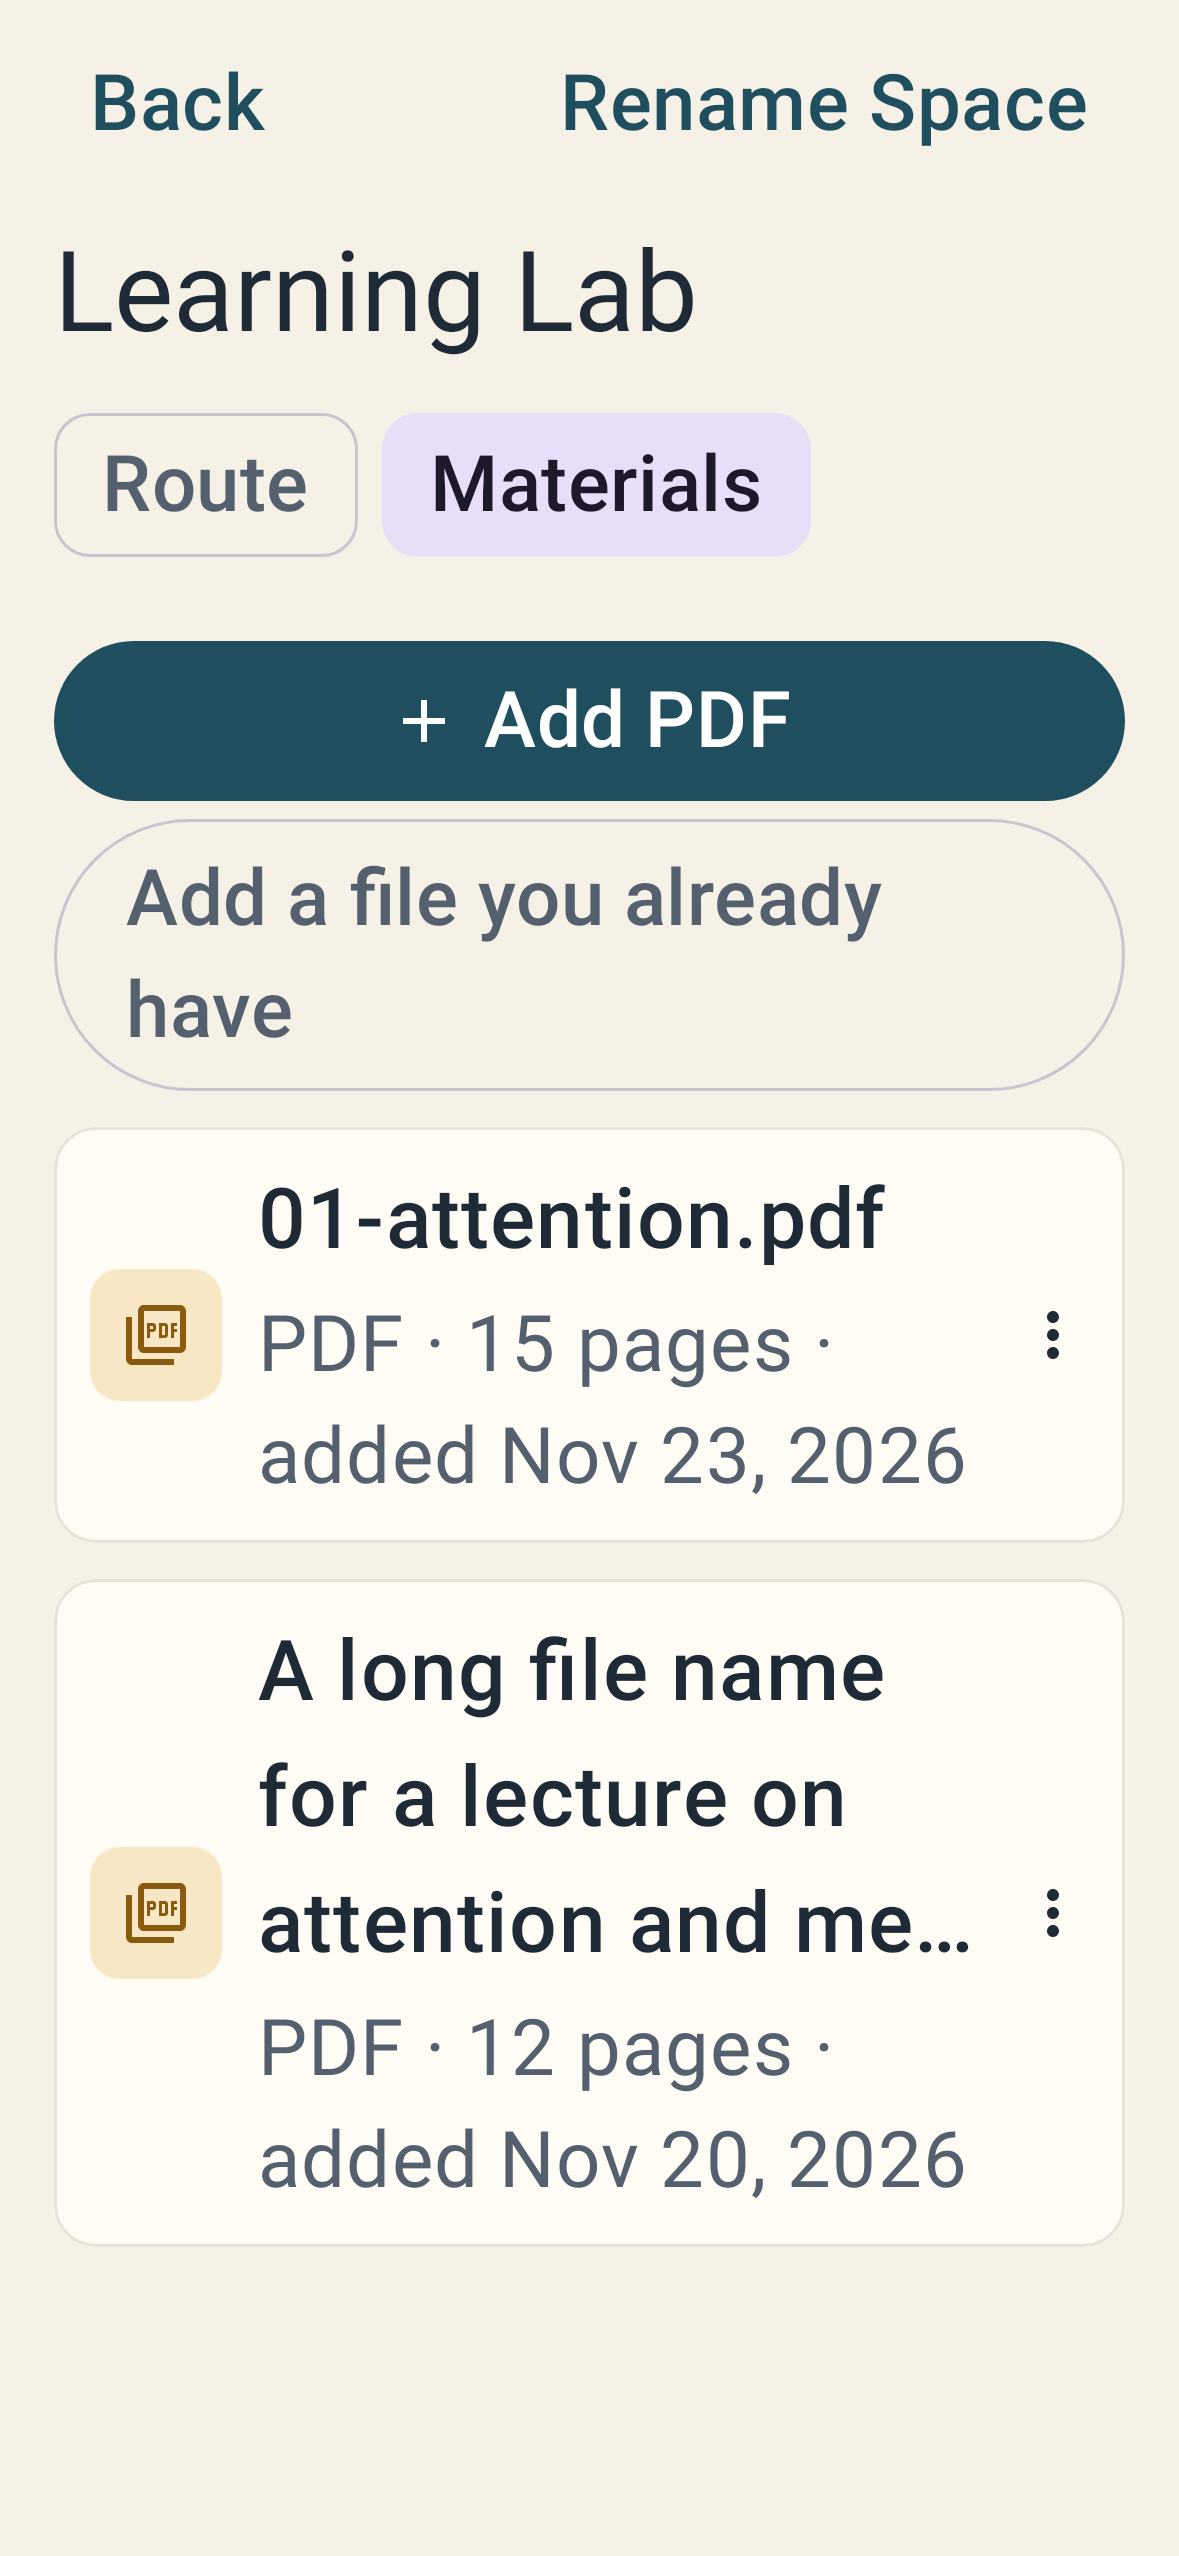 Back
Rename Space
Learning Lab
Route
Materials
+ Add PDF
Add a file you already
have
01-attention.pdf
PDF
PDF · 15 pages ·
added Nov 23, 2026
A long file name
for a lecture on
attention and me…
PDF
PDF · 12 pages ·
added Nov 20, 2026